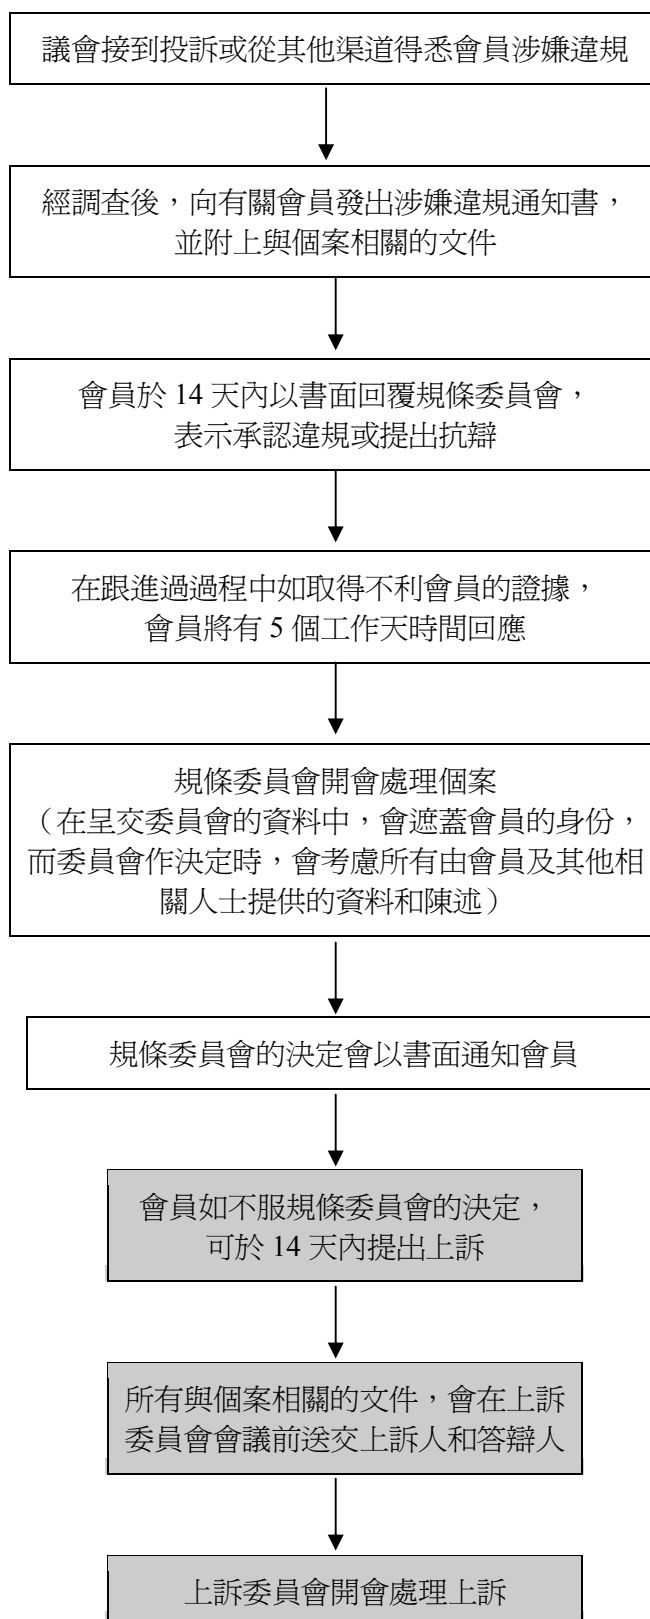 議會接到投訴或從其他渠道得悉會員涉嫌違規
經調查後，向有關會員發出涉嫌違規通知書，
並附上與個案相關的文件
會員於 14 天內以書面回覆規條委員會，
表示承認違規或提出抗辯
在跟進過過程中如取得不利會員的證據，
會員將有 5 個工作天時間回應
規條委員會開會處理個案
（在呈交委員會的資料中，會遮蓋會員的身份，
而委員會作決定時，會考慮所有由會員及其他相
關人士提供的資料和陳述）
規條委員會的決定會以書面通知會員
會員如不服規條委員會的決定，
可於 14 天內提出上訴
所有與個案相關的文件，會在上訴
委員會會議前送交上訴人和答辯人
上訴委員會開會處理上訴